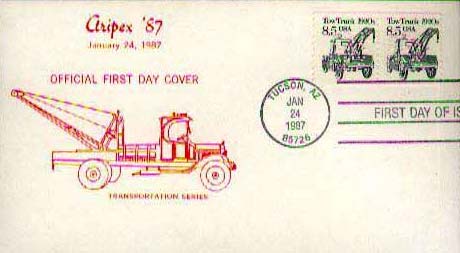 Aripex '87
January 24, 1987
OFFICIAL FIRST DAY COVER
TRANSPORTATION SERIES
Tow Truck 1920s
8.5 USA
Tow Truck 1920s
8.5 USA
TUCSON, AZ
JAN
24
1987
85726
FIRST DAY OF IS